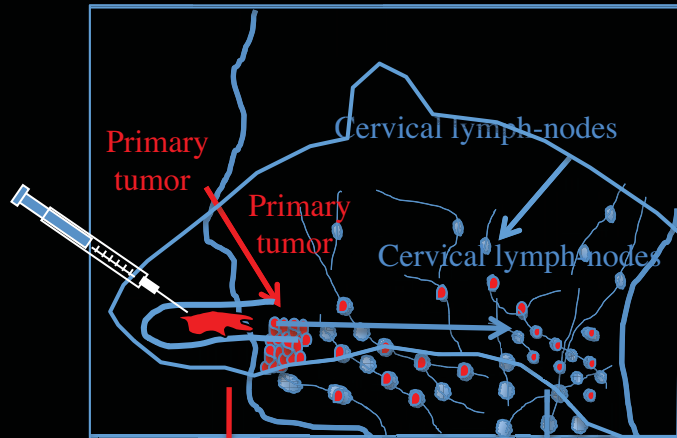 Cervical lymph-nodes
Primary
tumor
Primary
tumor
Cervical lymph-nodes